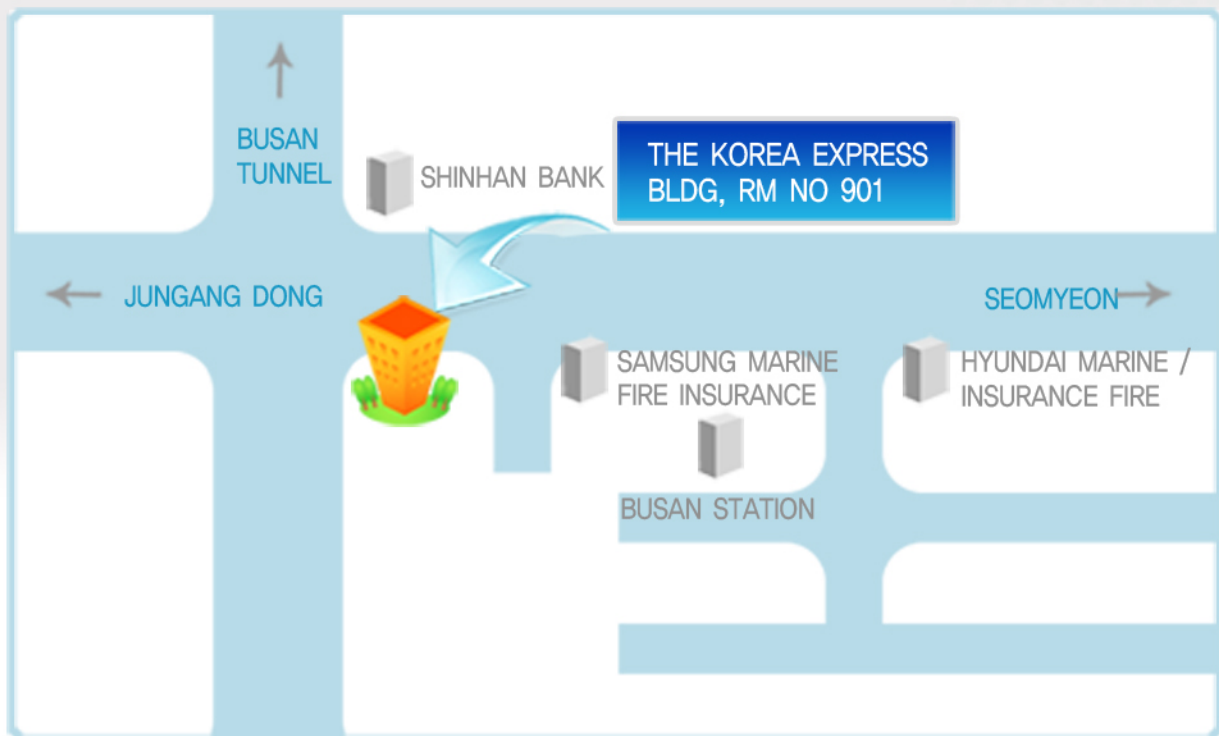 BUSAN
TUNNEL
SHINHAN BANK
THE KOREA EXPRESS
BLDG, RM NO 901
JUNGANG DONG
SEOMYEON
SAMSUNG MARINE
FIRE INSURANCE
HYUNDAI MARINE /
INSURANCE FIRE
BUSAN STATION